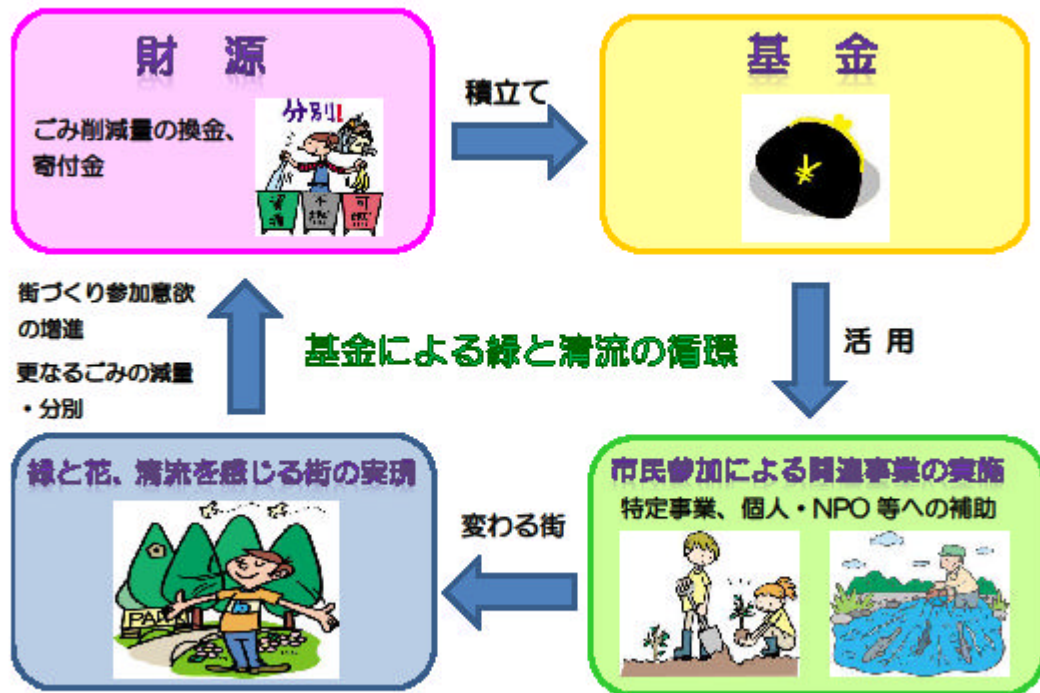 財 源
ごみ削減量の換金、
寄付金
分別!
積立て
基 金
¥
活 用
市民参加による関連事業の実施
特定事業、個人・NPO 等への補助
変わる街
緑と花、清流を感じる街の実現
PARK
街づくり参加意欲
の増進
更なるごみの減量
・分別
基金による緑と清流の循環